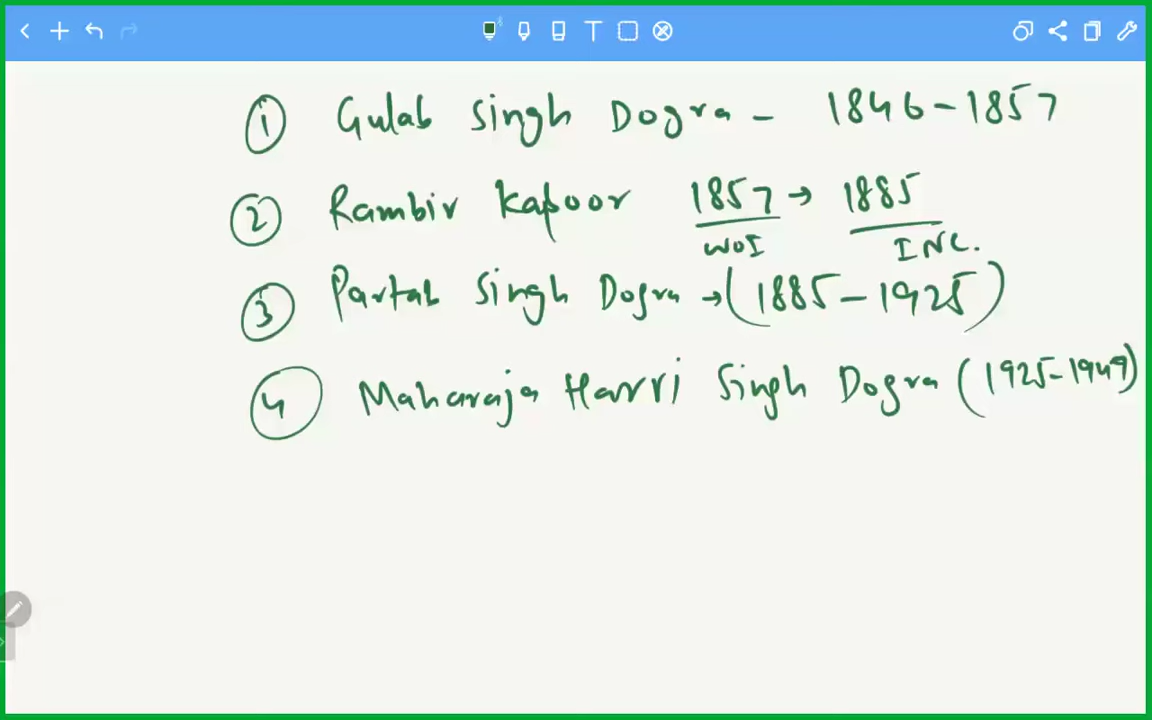 ① Gulab Singh Dogra - 1846-1857
② Rambir Kapoor 1857 → 1885
WOI INC.
③ Partab Singh Dogra → (1885-1925)
④ Maharaja Harri Singh Dogra (1925-1949)